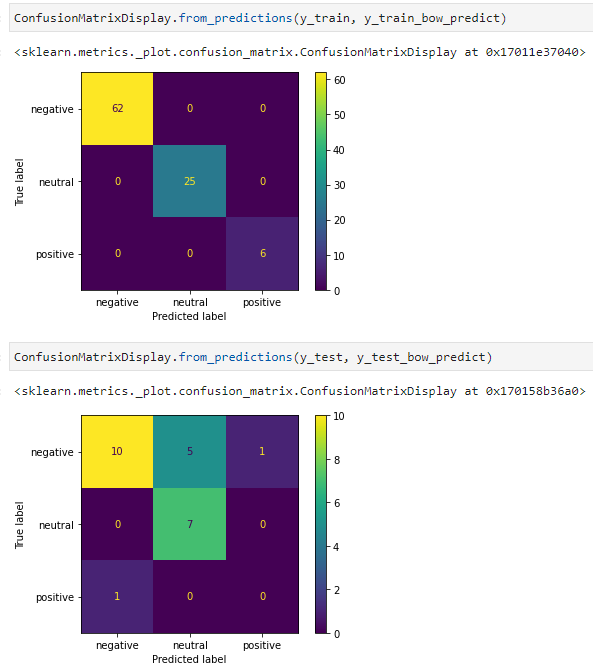 ConfusionMatrixDisplay.from_predictions(y_train, y_train_bow_predict)
<sklearn.metrics._plot.confusion_matrix.ConfusionMatrixDisplay at 0x17011e37040>
negative 62 0 0 60
50
neutral 0 25 0 40
30
20
positive 0 0 6 10
0
True label
negative neutral positive
Predicted label
ConfusionMatrixDisplay.from_predictions(y_test, y_test_bow_predict)
<sklearn.metrics._plot.confusion_matrix.ConfusionMatrixDisplay at 0x170158b36a0>
10
negative 10 5 1
8
6
neutral 0 7 0
4
positive 1 0 0 2
0
True label
negative neutral positive
Predicted label